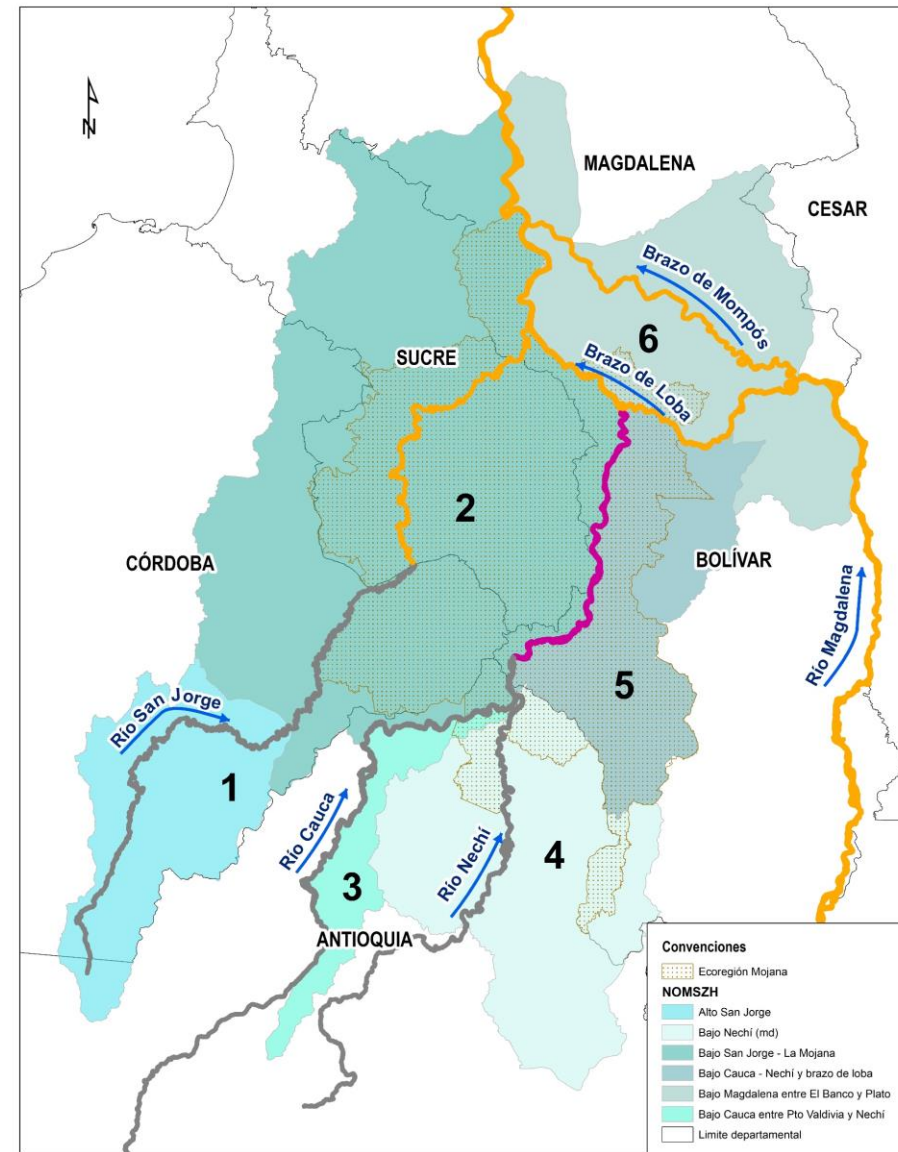 N
MAGDALENA
CESAR
Brazo de Mompós
6
SUCRE
Brazo de Loba
2
CÓRDOBA
BOLÍVAR
Río Magdalena
5
Río San Jorge
1
Río Cauca
Río Nechí
4
3
ANTIOQUIA
Convenciones
Ecoregión Mojana
NOMSZH
Alto San Jorge
Bajo Nechí (md)
Bajo San Jorge - La Mojana
Bajo Cauca - Nechí y brazo de loba
Bajo Magdalena entre El Banco y Plato
Bajo Cauca entre Pto Valdivia y Nechí
Limite departamental